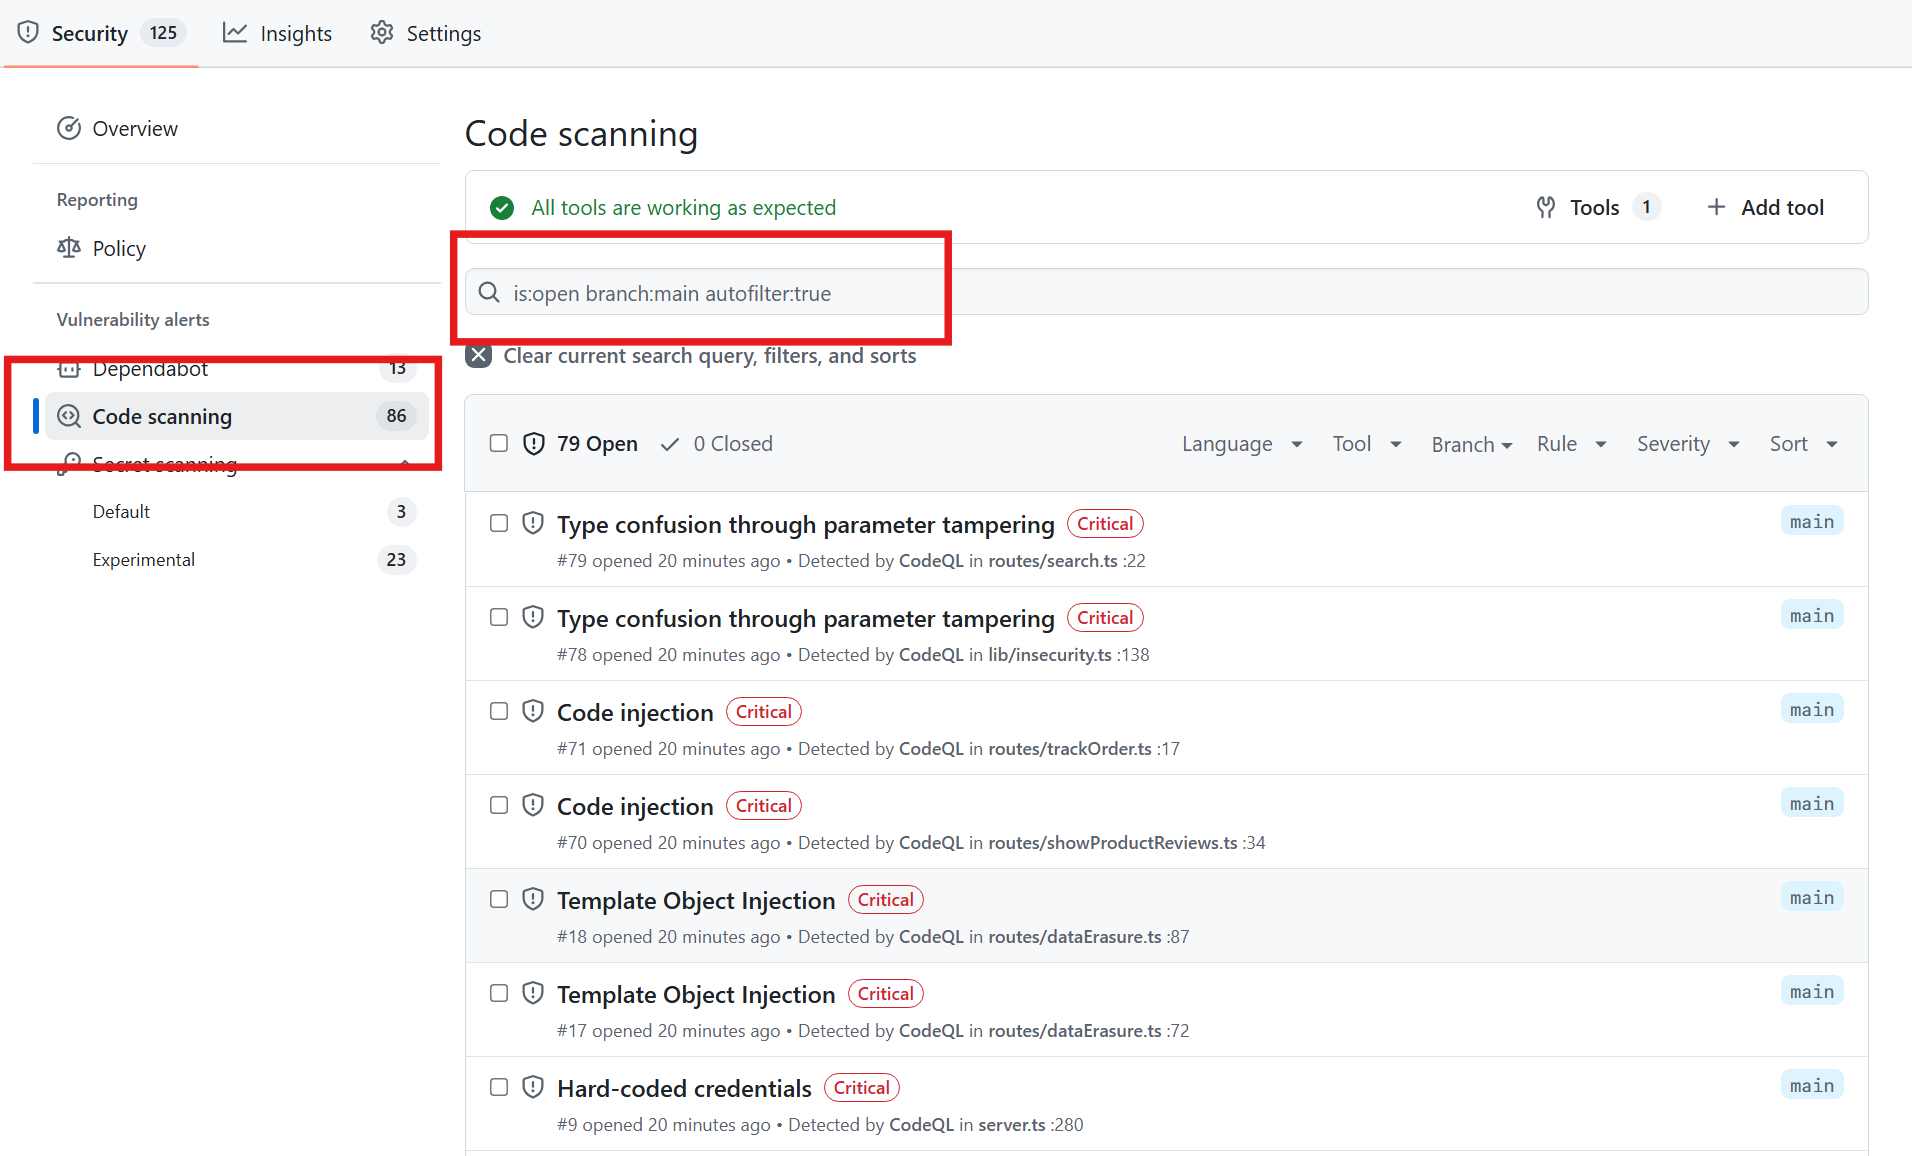 Security 125 Insights Settings
Overview
Reporting
Policy
Vulnerability alerts
Dependabot 13
Code scanning 86
Secret scanning
Default 3
Experimental 23
Code scanning
All tools are working as expected Tools 1 Add tool
is:open branch:main autofilter:true
Clear current search query, filters, and sorts
79 Open 0 Closed Language Tool Branch Rule Severity Sort
Type confusion through parameter tampering Critical main
#79 opened 20 minutes ago • Detected by CodeQL in routes/search.ts :22
Type confusion through parameter tampering Critical main
#78 opened 20 minutes ago • Detected by CodeQL in lib/insecurity.ts :138
Code injection Critical main
#71 opened 20 minutes ago • Detected by CodeQL in routes/trackOrder.ts :17
Code injection Critical main
#70 opened 20 minutes ago • Detected by CodeQL in routes/showProductReviews.ts :34
Template Object Injection Critical main
#18 opened 20 minutes ago • Detected by CodeQL in routes/dataErasure.ts :87
Template Object Injection Critical main
#17 opened 20 minutes ago • Detected by CodeQL in routes/dataErasure.ts :72
Hard-coded credentials Critical main
#9 opened 20 minutes ago • Detected by CodeQL in server.ts :280